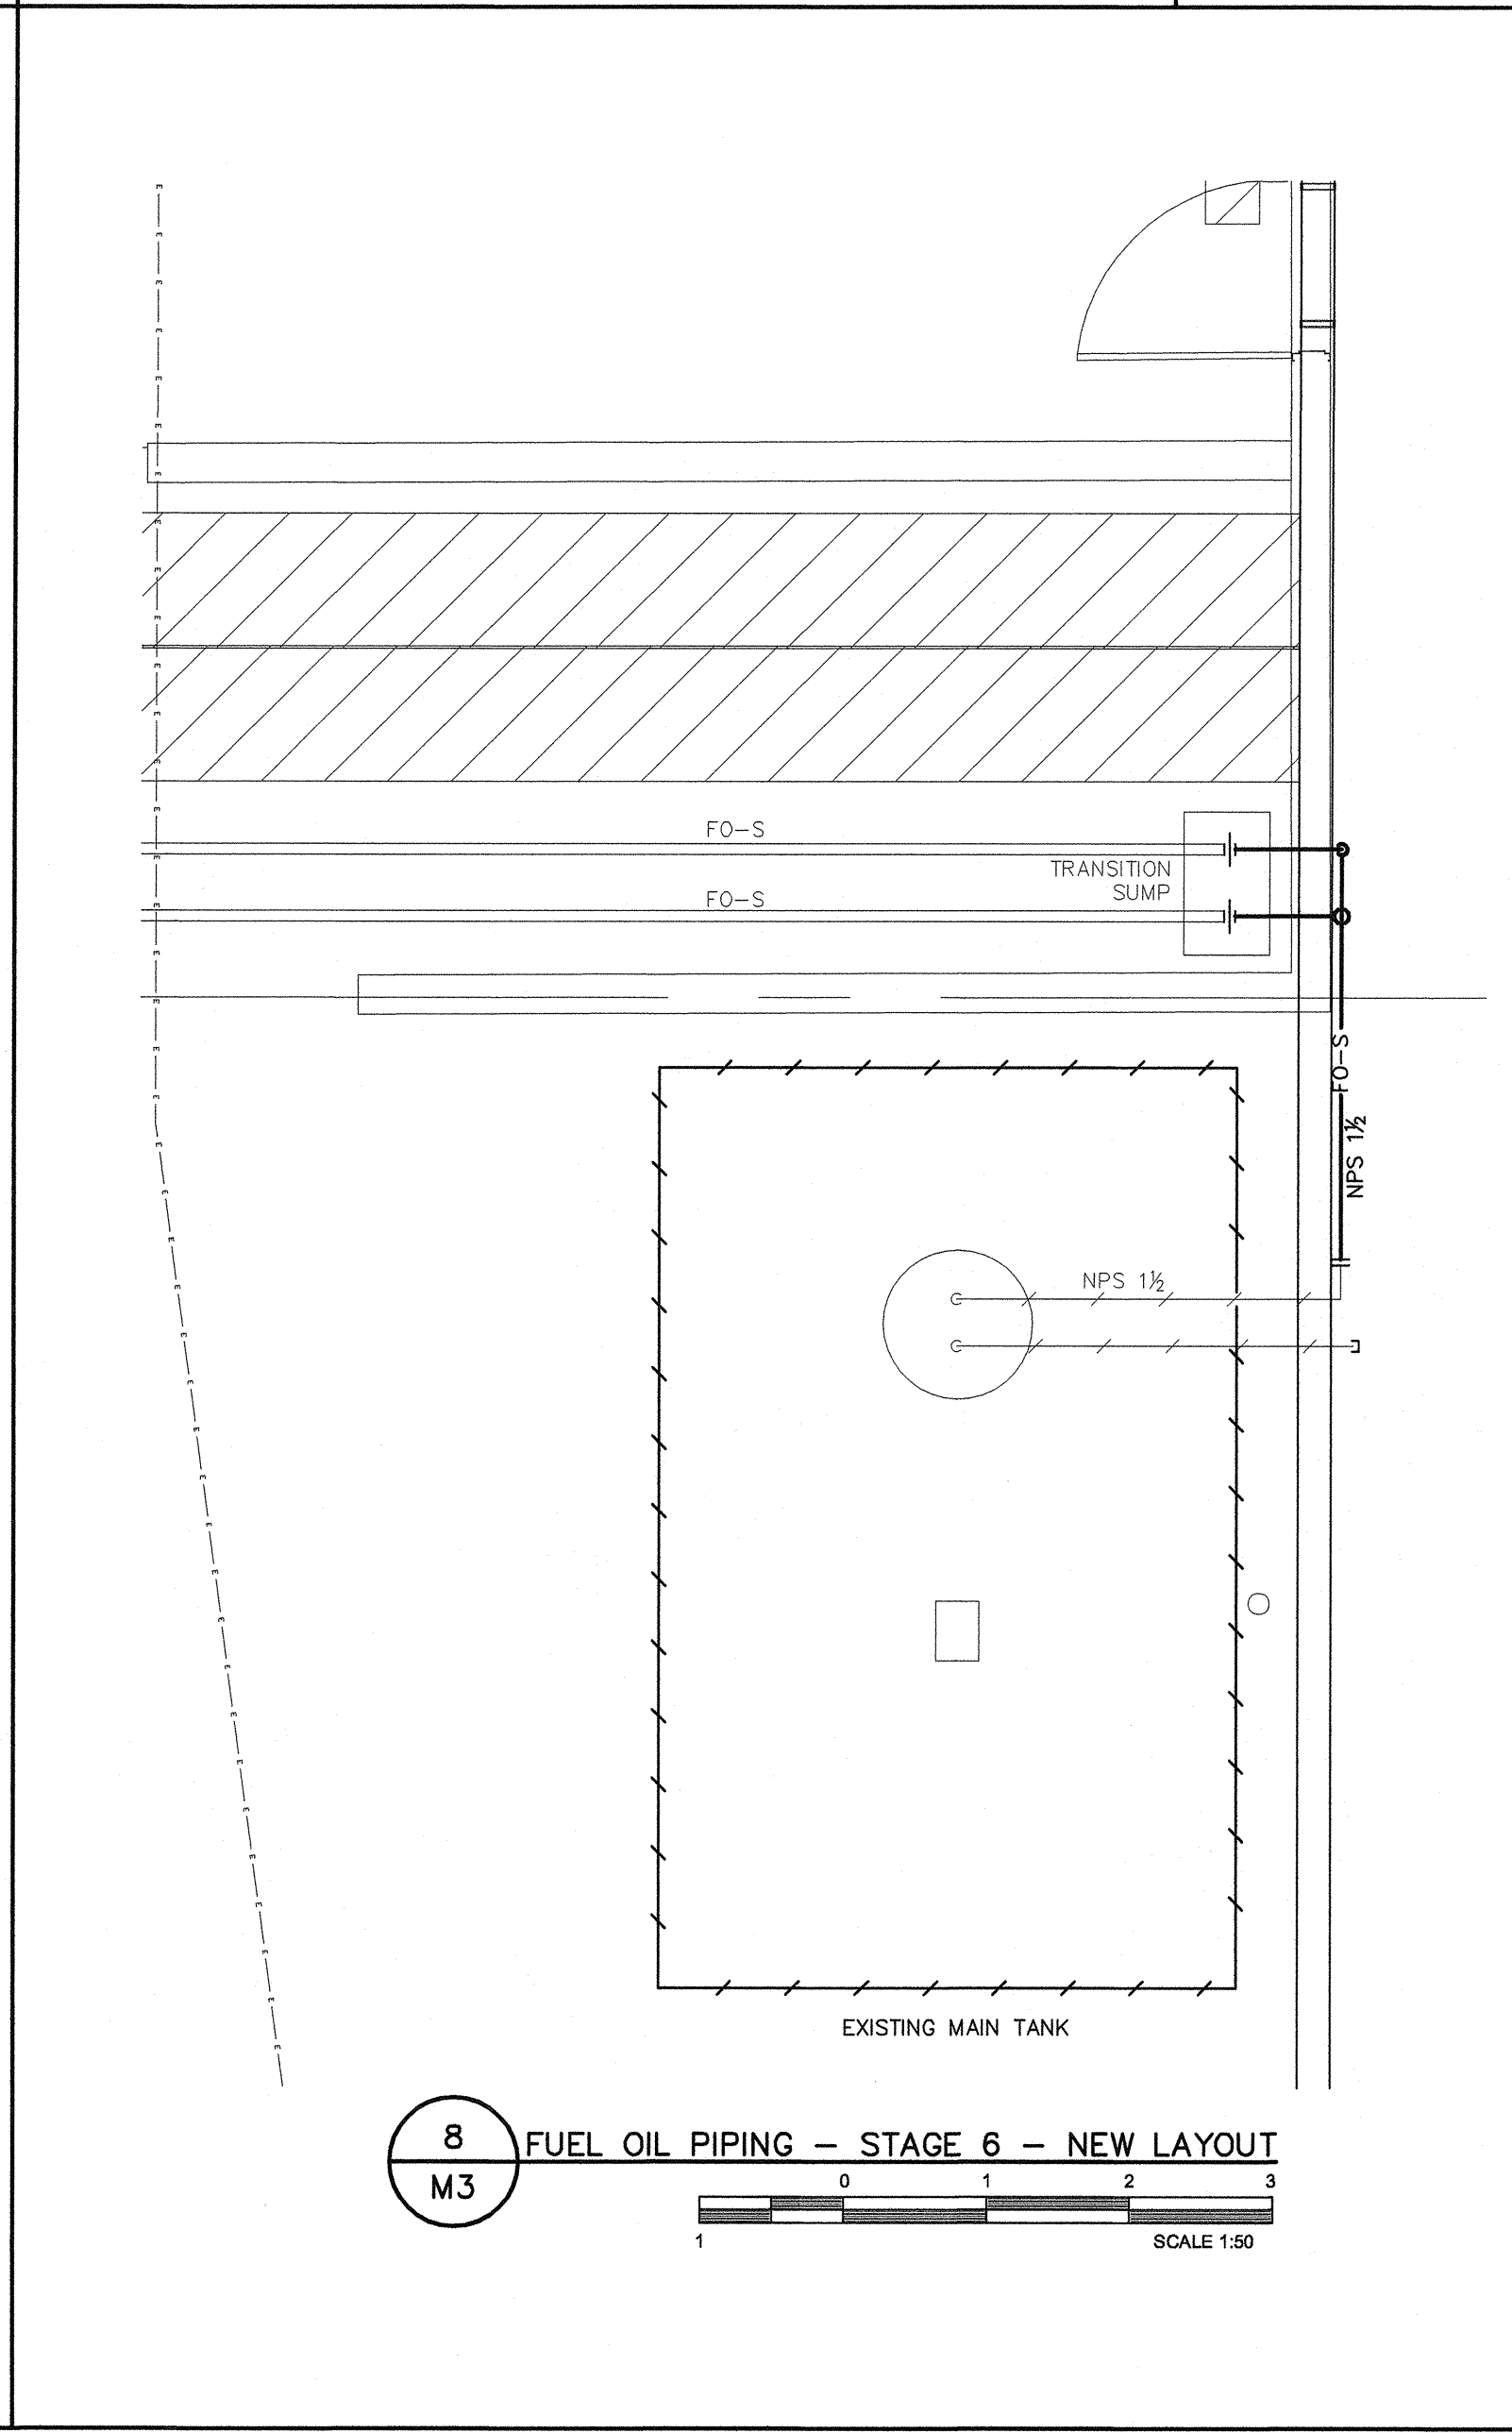 FO-S
TRANSITION
SUMP
FO-S
FO-S
NPS 1½
NPS 1½
EXISTING MAIN TANK
8
M3
FUEL OIL PIPING - STAGE 6 - NEW LAYOUT
0 1 2 3
1
SCALE 1:50